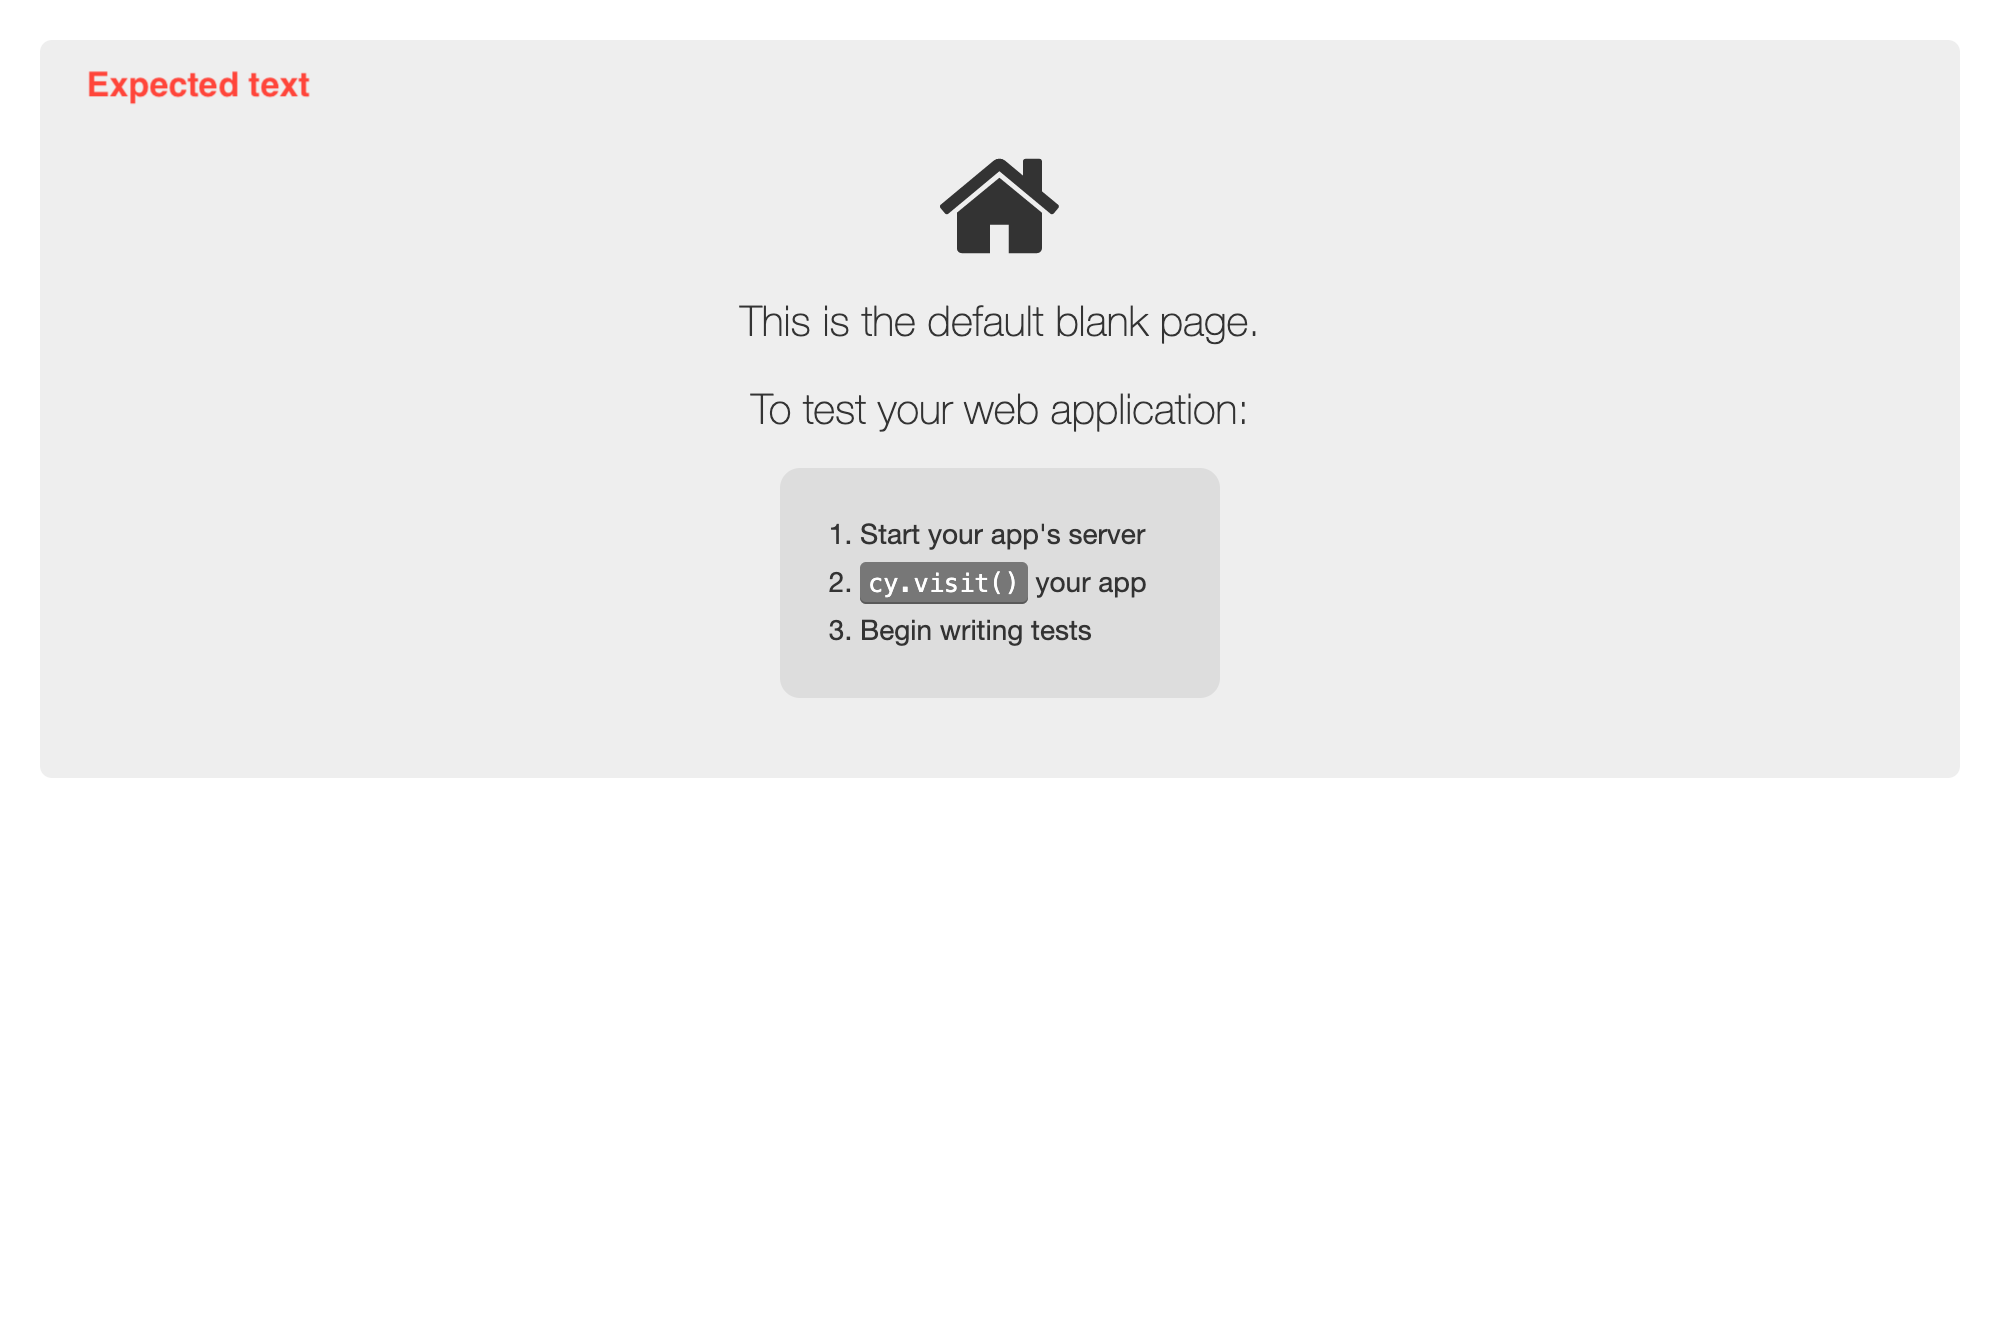 Expected text
This is the default blank page.
To test your web application:
1. Start your app's server
2. cy.visit() your app
3. Begin writing tests